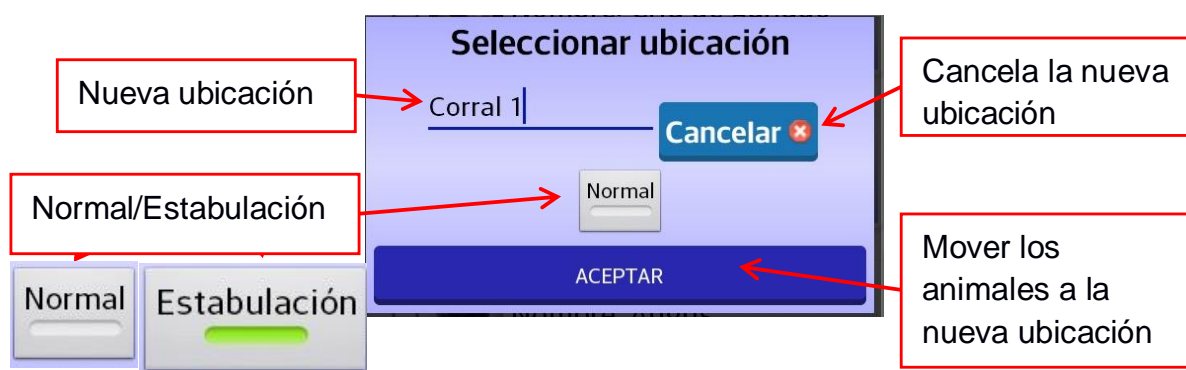 Seleccionar ubicación
Nueva ubicación
Corral 1
Cancelar
Cancela la nueva
ubicación
Normal/Estabulación
Normal
ACEPTAR
Mover los
animales a la
nueva ubicación
Normal
Estabulación